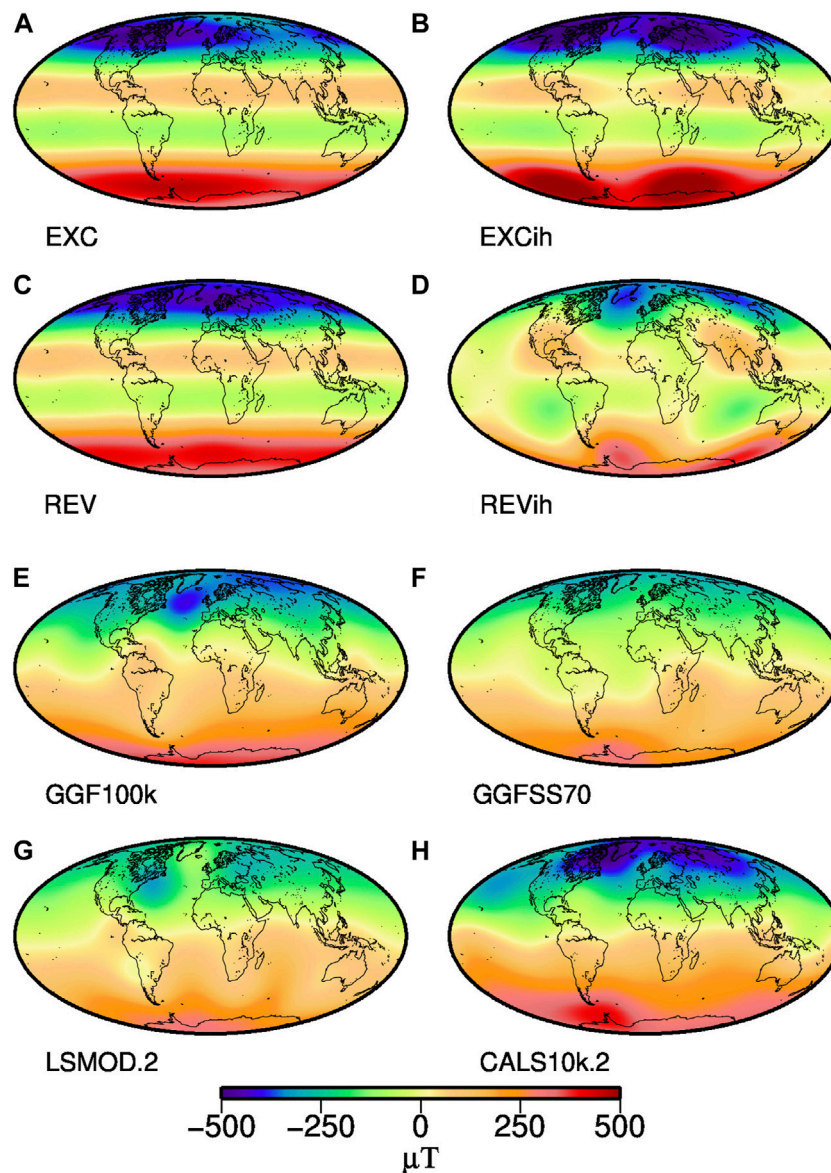 A
B
EXC
EXCih
C
D
REV
REVih
E
F
GGF100k
GGFSS70
G
H
LSMOD.2
CALS10k.2
−500 −250 0 250 500
μT